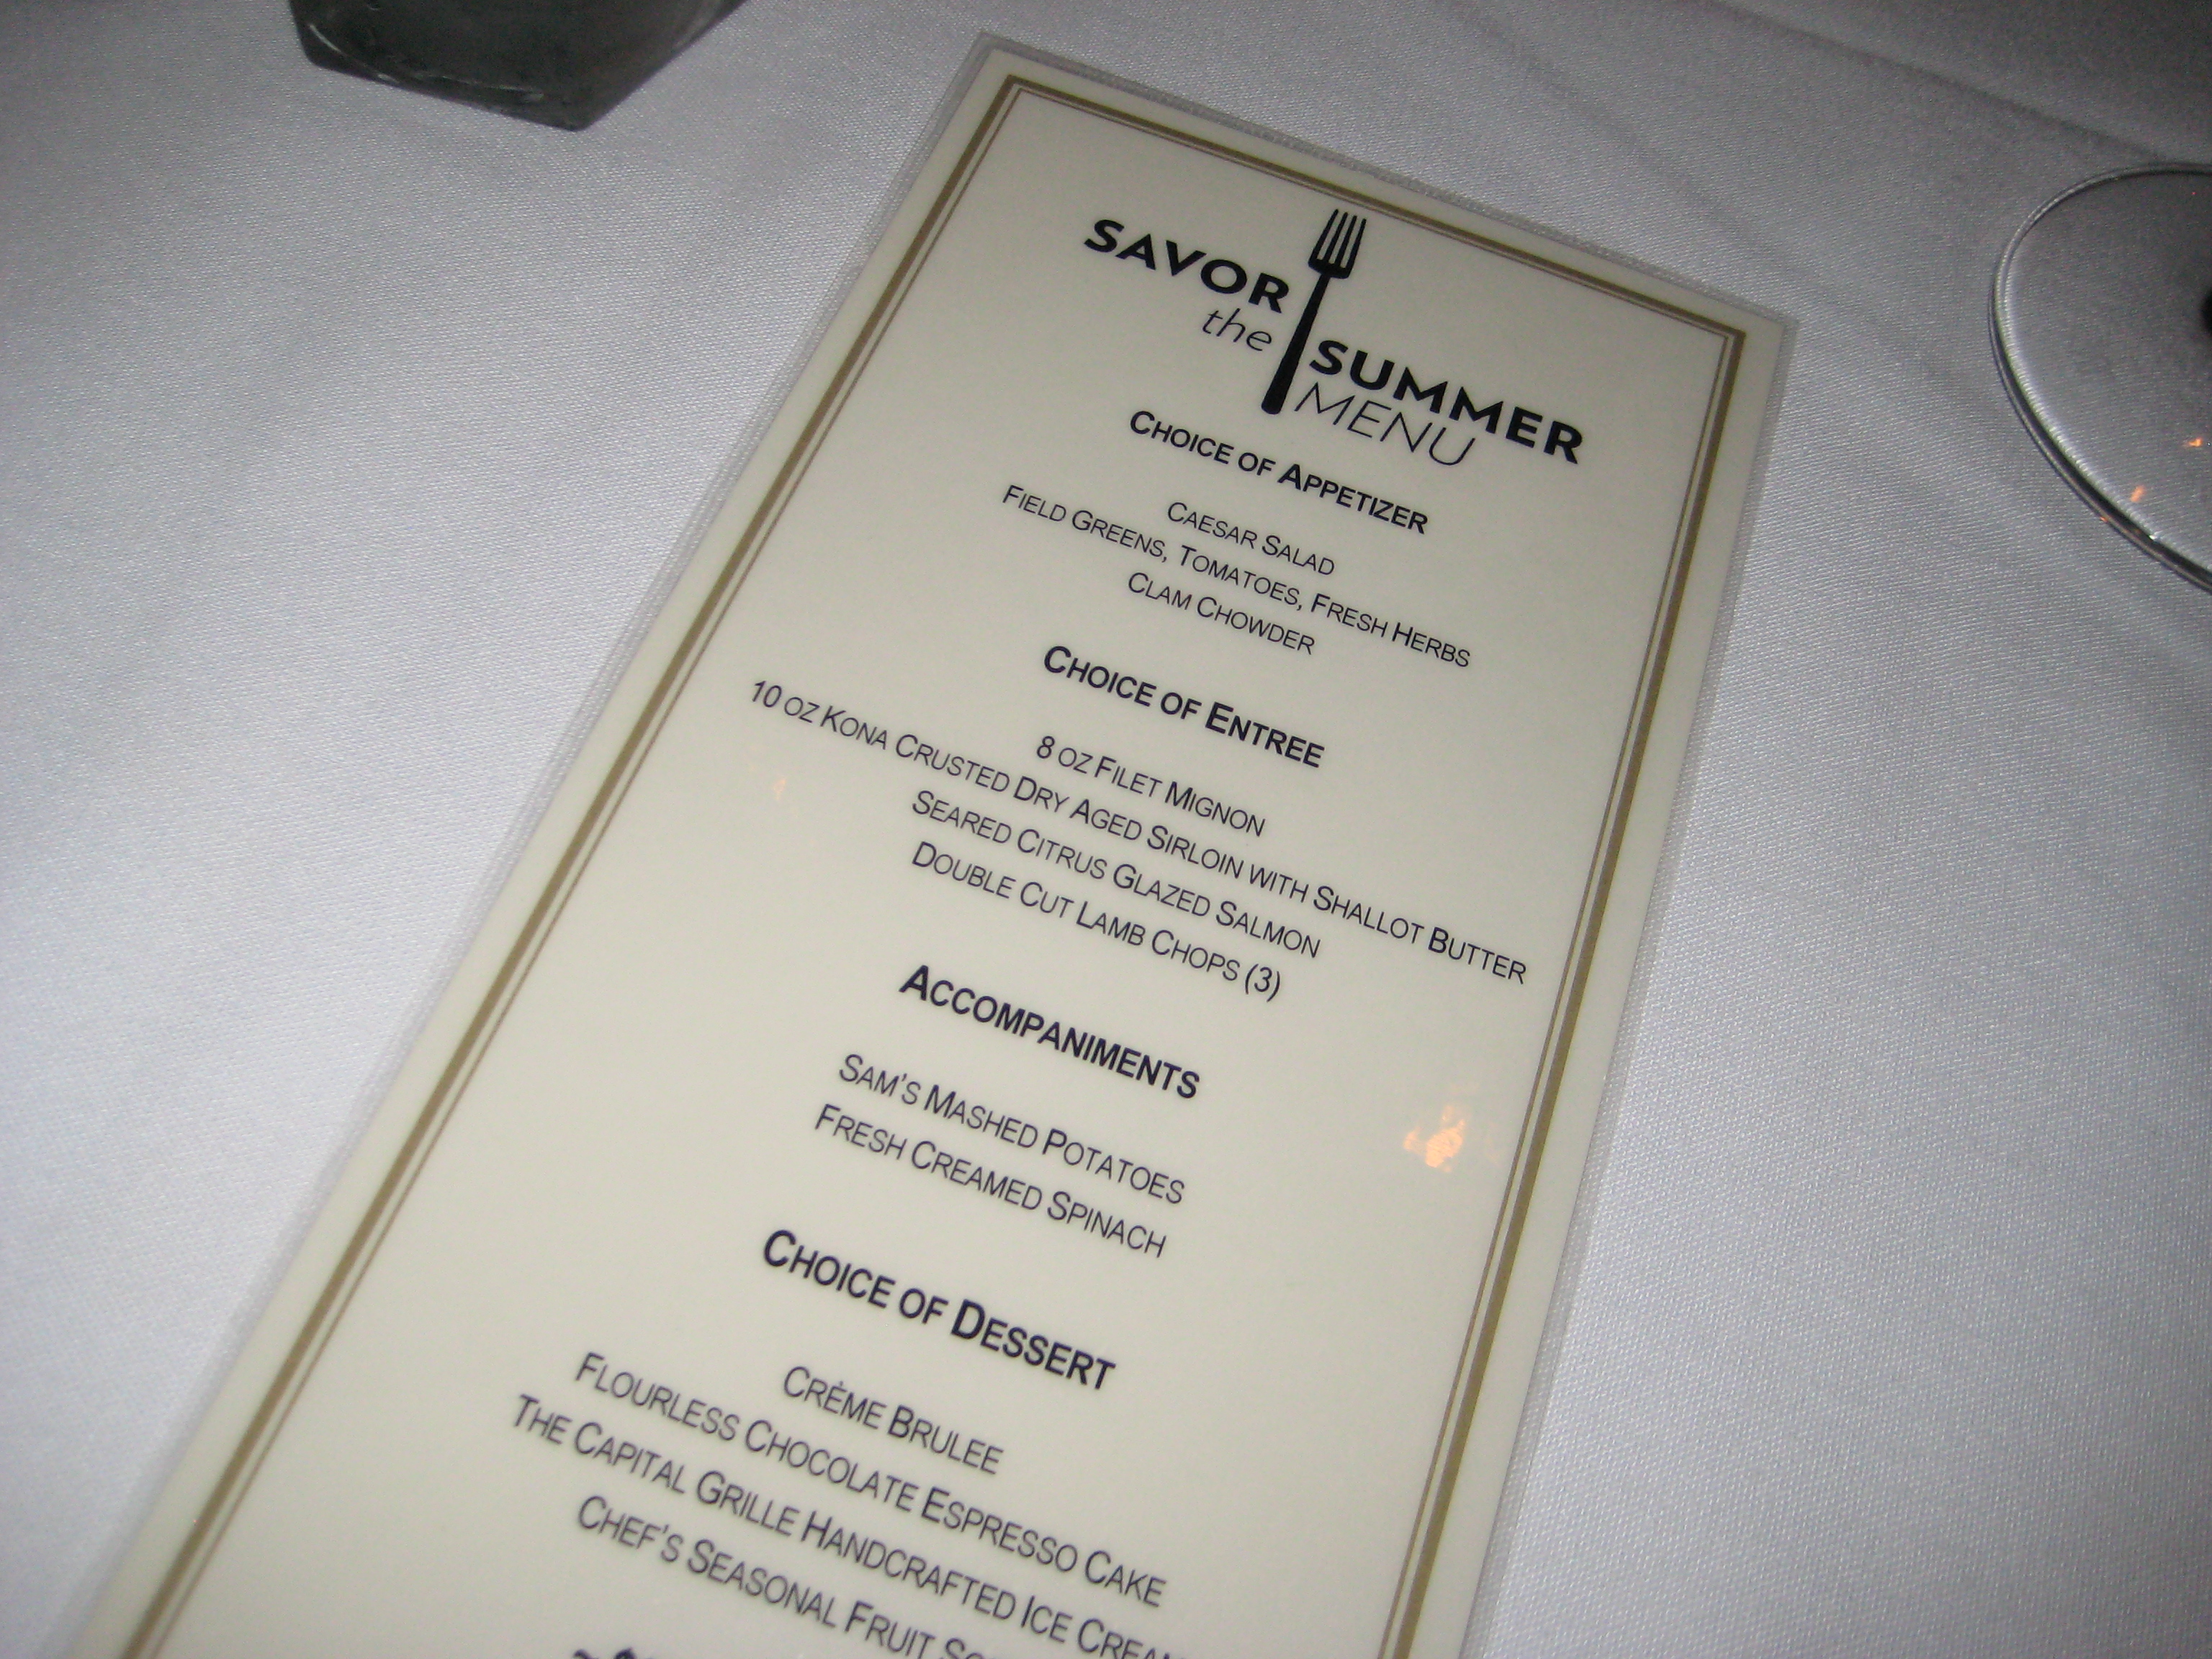 SAVOR
the
SUMMER
MENU
CHOICE OF APPETIZER
CAESAR SALAD
FIELD GREENS, TOMATOES, FRESH HERBS
CLAM CHOWDER
CHOICE OF ENTREE
8 OZ FILET MIGNON
10 OZ KONA CRUSTED DRY AGED SIRLOIN WITH SHALLOT BUTTER
SEARED CITRUS GLAZED SALMON
DOUBLE CUT LAMB CHOPS (3)
ACCOMPANIMENTS
SAM'S MASHED POTATOES
FRESH CREAMED SPINACH
CHOICE OF DESSERT
CRÈME BRULEE
FLOURLESS CHOCOLATE ESPRESSO CAKE
THE CAPITAL GRILLE HANDCRAFTED ICE CREAM
CHEF'S SEASONAL FRUIT